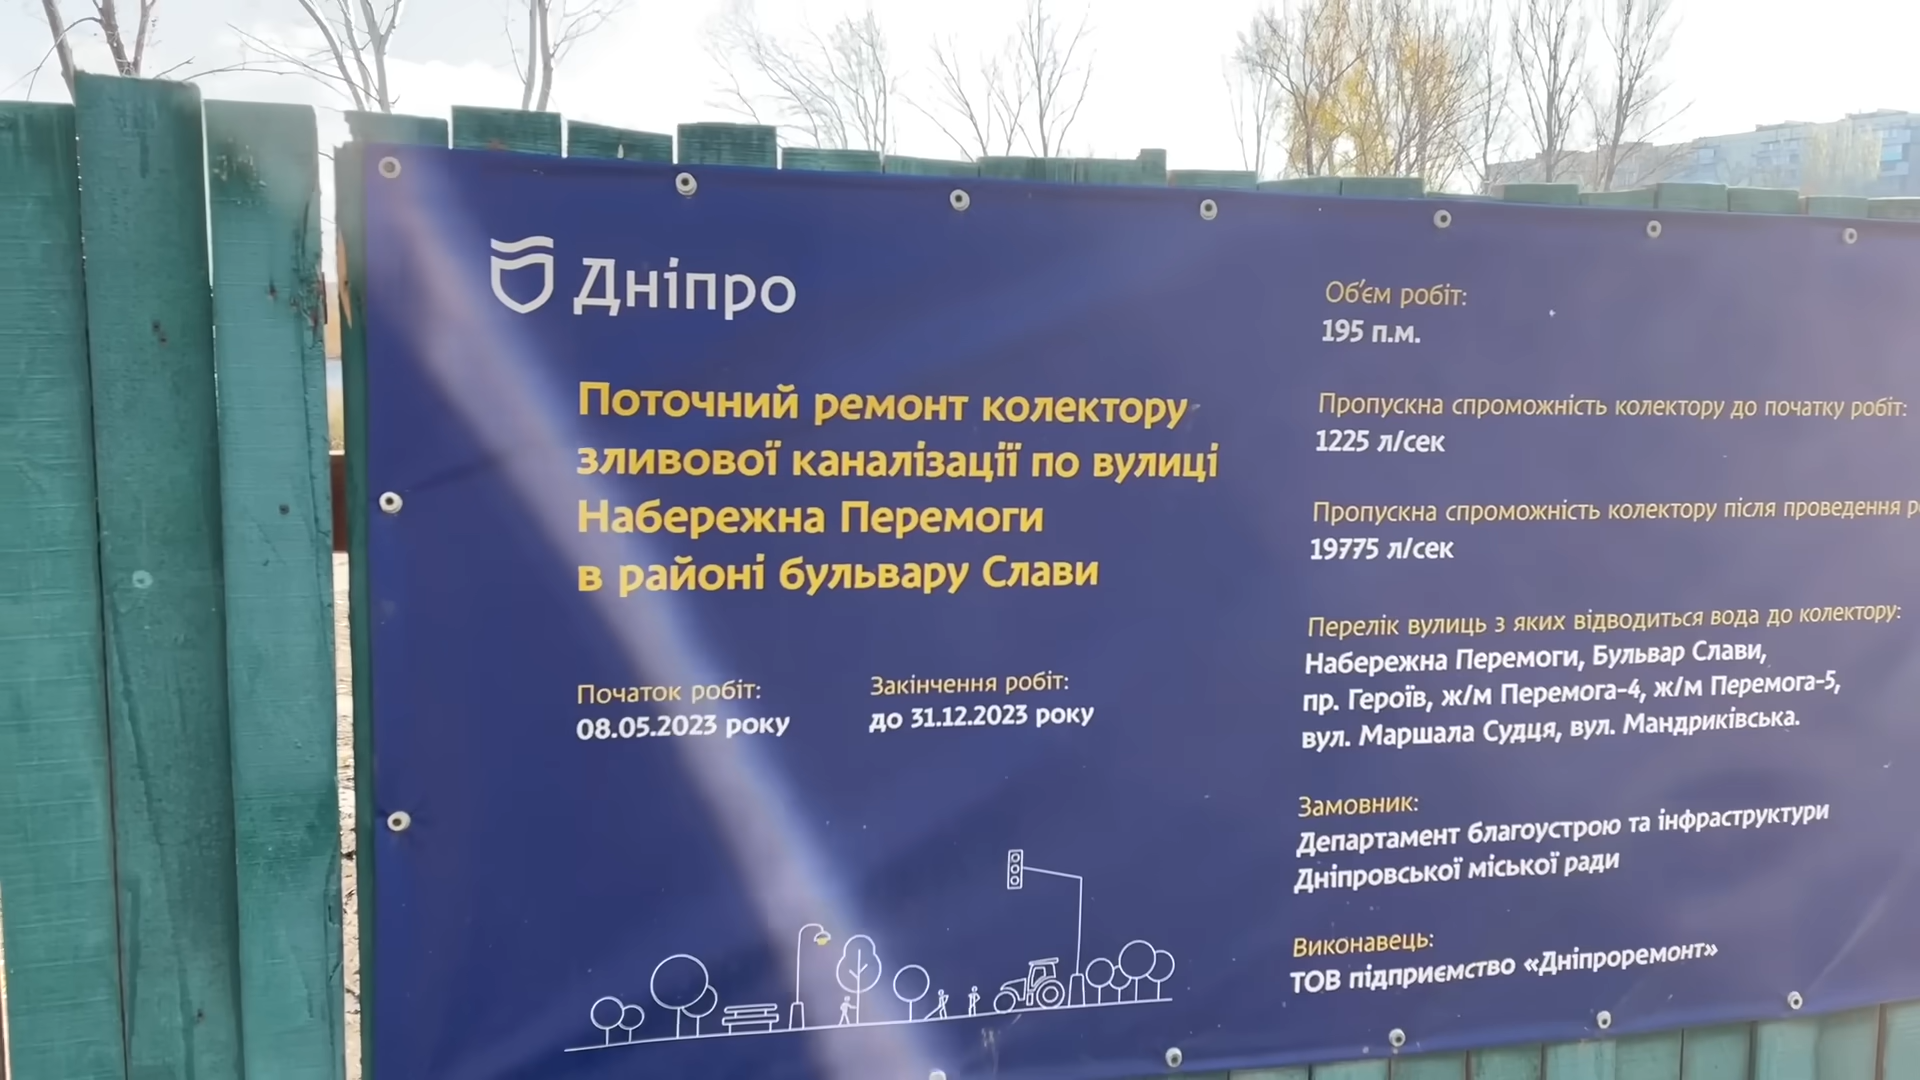 Дніпро
Поточний ремонт колектору
зливової каналізації по вулиці
Набережна Перемоги
в районі бульвару Слави
Початок робіт:
08.05.2023 року
Закінчення робіт:
до 31.12.2023 року
Об'єм робіт:
195 п.м.
Пропускна спроможність колектору до початку робіт:
1225 л/сек
Пропускна спроможність колектору після проведення
19775 л/сек
Перелік вулиць з яких відводиться вода до колектору:
Набережна Перемоги, Бульвар Слави,
пр. Героїв, ж/м Перемога-4, ж/м Перемога-5,
вул. Маршала Судця, вул. Мандриківська.
Замовник:
Департамент благоустрою та інфраструктури
Дніпровської міської ради
Виконавець:
ТОВ підприємство «Дніпроремонт»